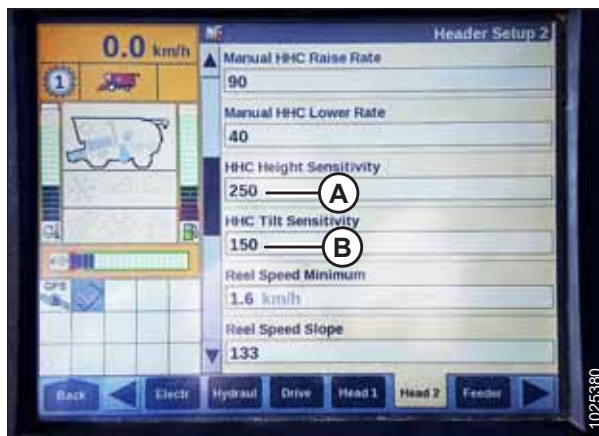 0.0 km/h
Header Setup 2
1
Manual HHC Raise Rate
90
Manual HHC Lower Rate
40
HHC Height Sensitivity
250
A
HHC Tilt Sensitivity
150
B
Reel Speed Minimum
1.6 km/h
GPS
Reel Speed Slope
133
Back
Electr
Hydraul
Drive
Head 1
Head 2
Feeder
1025380